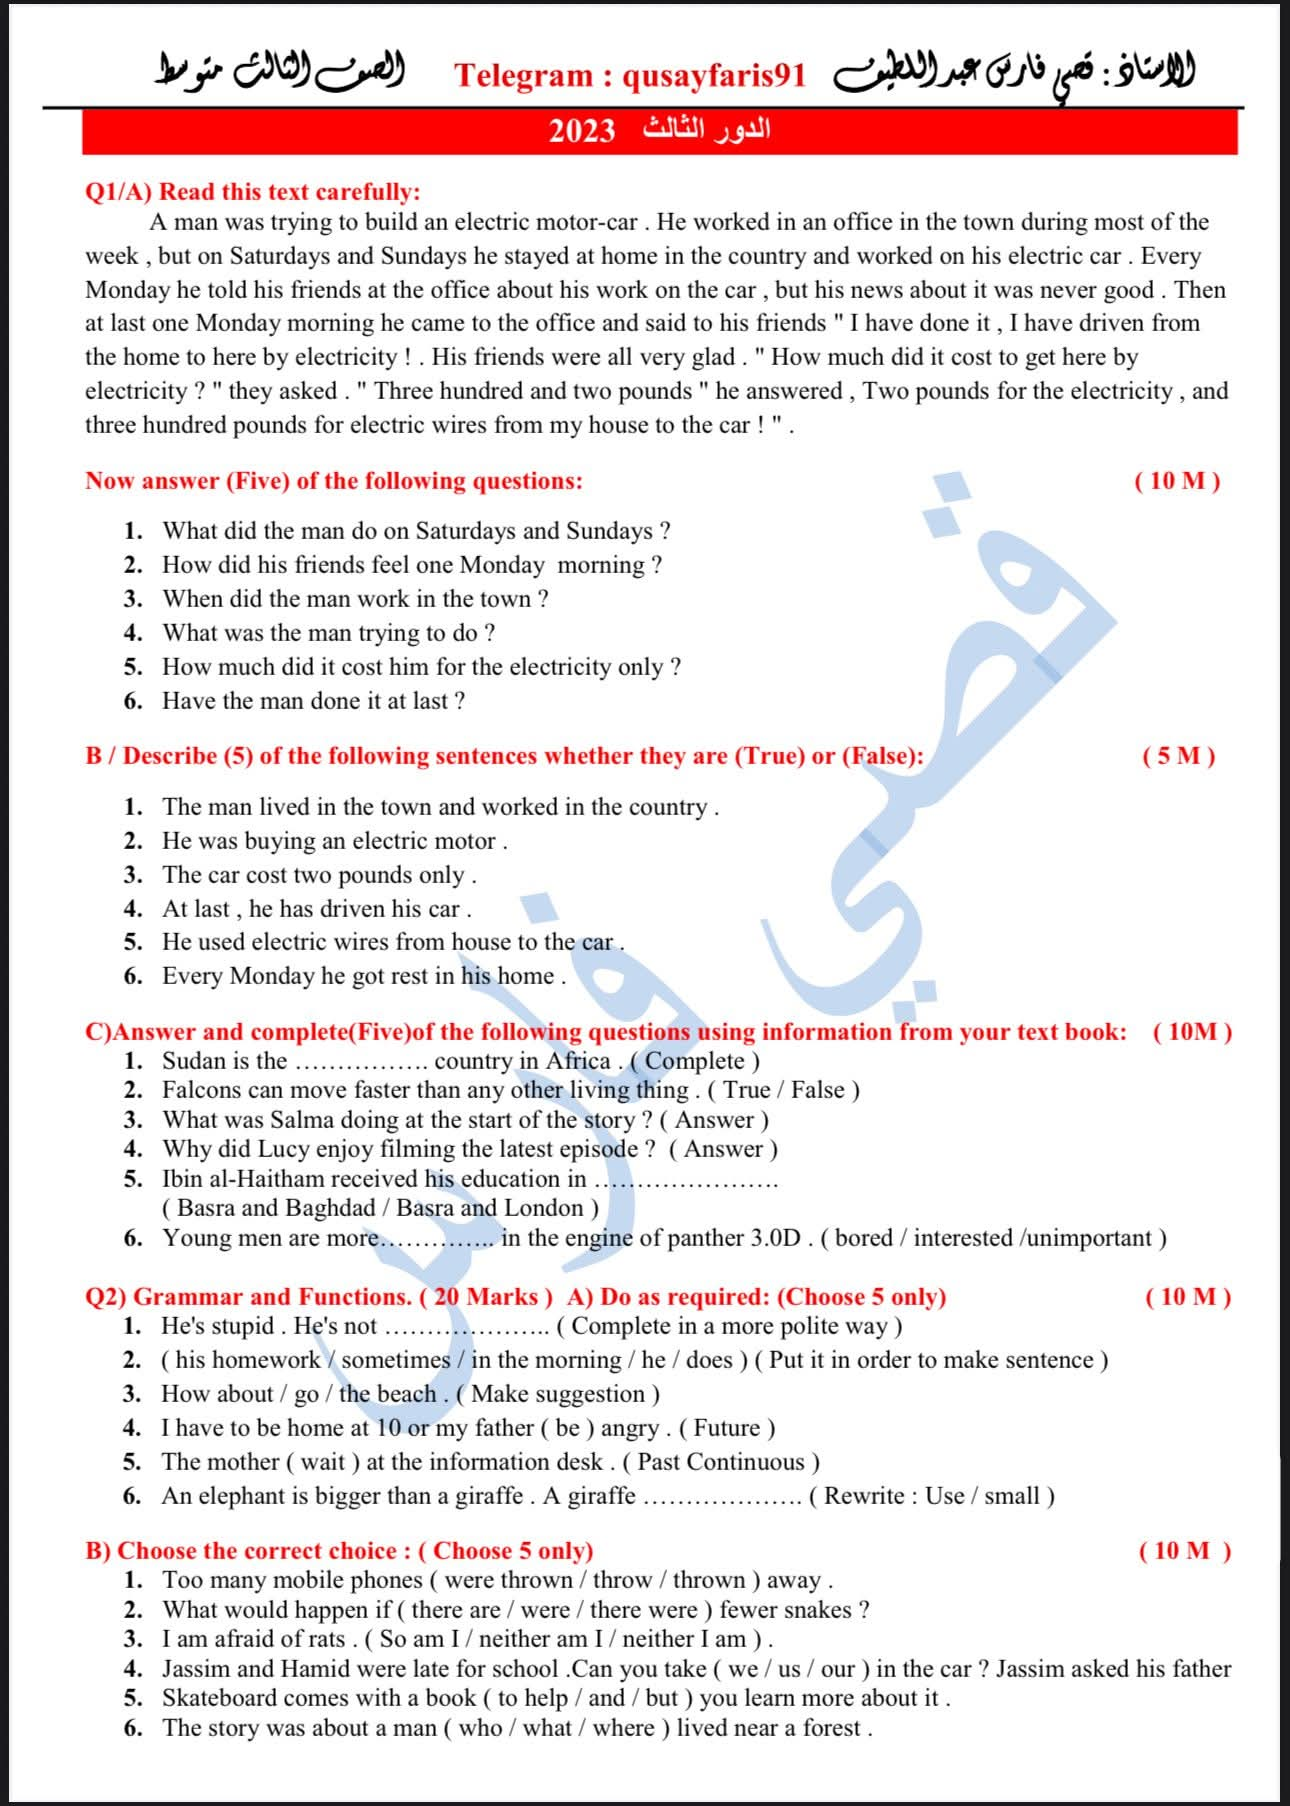 الاستاذ : قصي فارس عبد اللطيف Telegram : qusayfaris91 الصف الثالث متوسط
الدور الثالث 2023
Q1/A) Read this text carefully:
A man was trying to build an electric motor-car . He worked in an office in the town during most of the
week , but on Saturdays and Sundays he stayed at home in the country and worked on his electric car . Every
Monday he told his friends at the office about his work on the car , but his news about it was never good . Then
at last one Monday morning he came to the office and said to his friends " I have done it , I have driven from
the home to here by electricity ! . His friends were all very glad . " How much did it cost to get here by
electricity ? " they asked . " Three hundred and two pounds " he answered , Two pounds for the electricity , and
three hundred pounds for electric wires from my house to the car ! " .
Now answer (Five) of the following questions: ( 10 M )
1. What did the man do on Saturdays and Sundays ?
2. How did his friends feel one Monday morning ?
3. When did the man work in the town ?
4. What was the man trying to do ?
5. How much did it cost him for the electricity only ?
6. Have the man done it at last ?
B / Describe (5) of the following sentences whether they are (True) or (False): ( 5 M )
1. The man lived in the town and worked in the country .
2. He was buying an electric motor .
3. The car cost two pounds only .
4. At last , he has driven his car .
5. He used electric wires from house to the car .
6. Every Monday he got rest in his home .
C)Answer and complete(Five)of the following questions using information from your text book: ( 10M )
1. Sudan is the ................ country in Africa . ( Complete )
2. Falcons can move faster than any other living thing . ( True / False )
3. What was Salma doing at the start of the story ? ( Answer )
4. Why did Lucy enjoy filming the latest episode ? ( Answer )
5. Ibin al-Haitham received his education in ......................
( Basra and Baghdad / Basra and London )
6. Young men are more.............. in the engine of panther 3.0D . ( bored / interested /unimportant )
Q2) Grammar and Functions. ( 20 Marks ) A) Do as required: (Choose 5 only) ( 10 M )
1. He's stupid . He's not .................... ( Complete in a more polite way )
2. ( his homework / sometimes / in the morning / he / does ) ( Put it in order to make sentence )
3. How about / go / the beach . ( Make suggestion )
4. I have to be home at 10 or my father ( be ) angry . ( Future )
5. The mother ( wait ) at the information desk . ( Past Continuous )
6. An elephant is bigger than a giraffe . A giraffe ................... ( Rewrite : Use / small )
B) Choose the correct choice : ( Choose 5 only) ( 10 M )
1. Too many mobile phones ( were thrown / throw / thrown ) away .
2. What would happen if ( there are / were / there were ) fewer snakes ?
3. I am afraid of rats . ( So am I / neither am I / neither I am ) .
4. Jassim and Hamid were late for school .Can you take ( we / us / our ) in the car ? Jassim asked his father
5. Skateboard comes with a book ( to help / and / but ) you learn more about it .
6. The story was about a man ( who / what / where ) lived near a forest .
قصي فارس